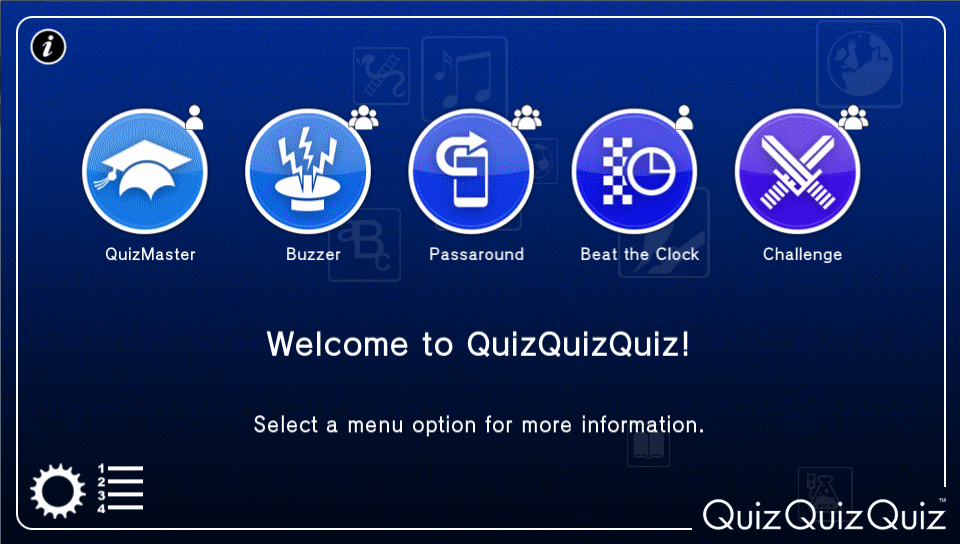 i
QuizMaster
Buzzer
Passaround
Beat the Clock
Challenge
Welcome to QuizQuizQuiz!
Select a menu option for more information.
1
2
3
4
QuizQuizQuiz™
ABC